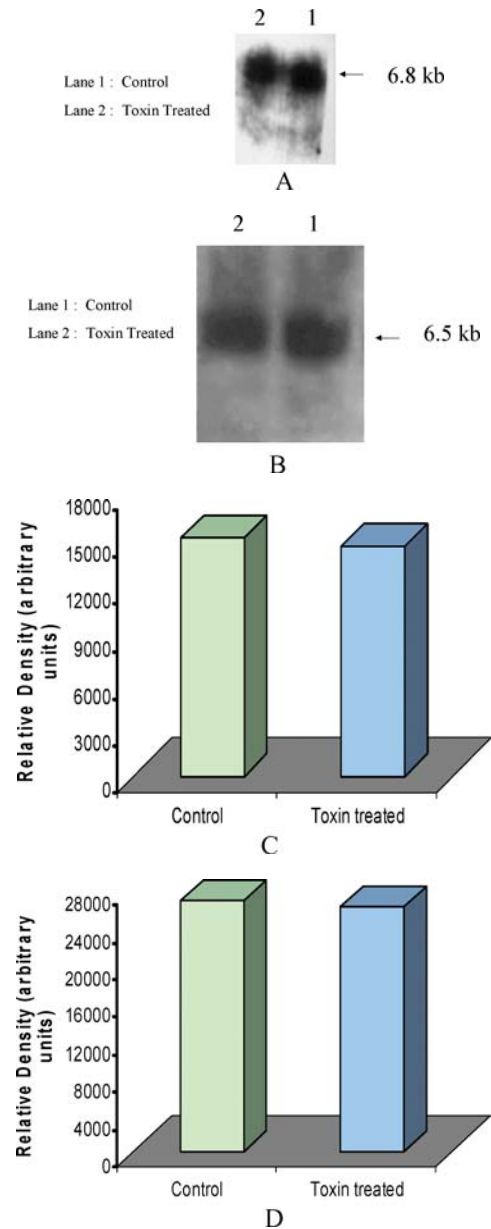 2 1
Lane 1 : Control
6.8 kb
Lane 2 : Toxin Treated
A
2 1
Lane 1 : Control
Lane 2 : Toxin Treated
6.5 kb
B
Relative Density (arbitrary
units)
18000
15000
12000
9000
6000
3000
0
Control Toxin treated
C
Relative Density (arbitrary
units)
28000
24000
20000
16000
12000
8000
4000
0
Control Toxin treated
D